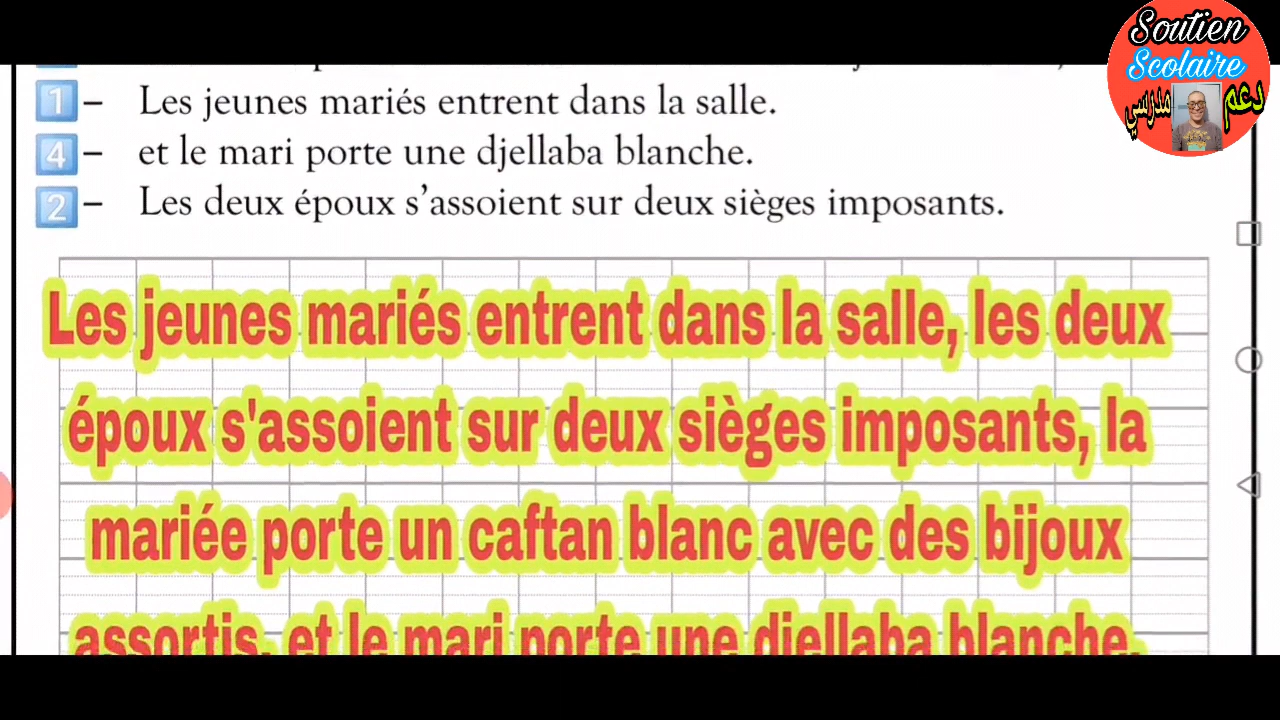 Soutien
Scolaire
دعم مدرسي
1 – Les jeunes mariés entrent dans la salle.
4 – et le mari porte une djellaba blanche.
2 – Les deux époux s’assoient sur deux sièges imposants.
Les jeunes mariés entrent dans la salle, les deux
époux s'assoient sur deux sièges imposants, la
mariée porte un caftan blanc avec des bijoux
assortis, et le mari porte une djellaba blanche.